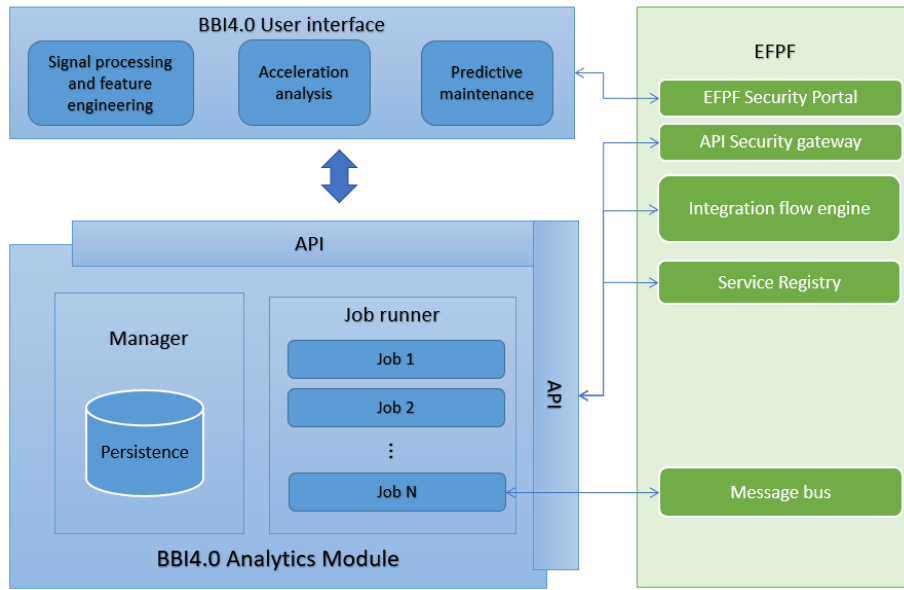 BBI4.0 User interface
Signal processing
and feature
engineering
Acceleration
analysis
Predictive
maintenance
API
Manager
Persistence
Job runner
Job 1
Job 2
...
Job N
API
BBI4.0 Analytics Module
EFPF
EFPF Security Portal
API Security gateway
Integration flow engine
Service Registry
Message bus